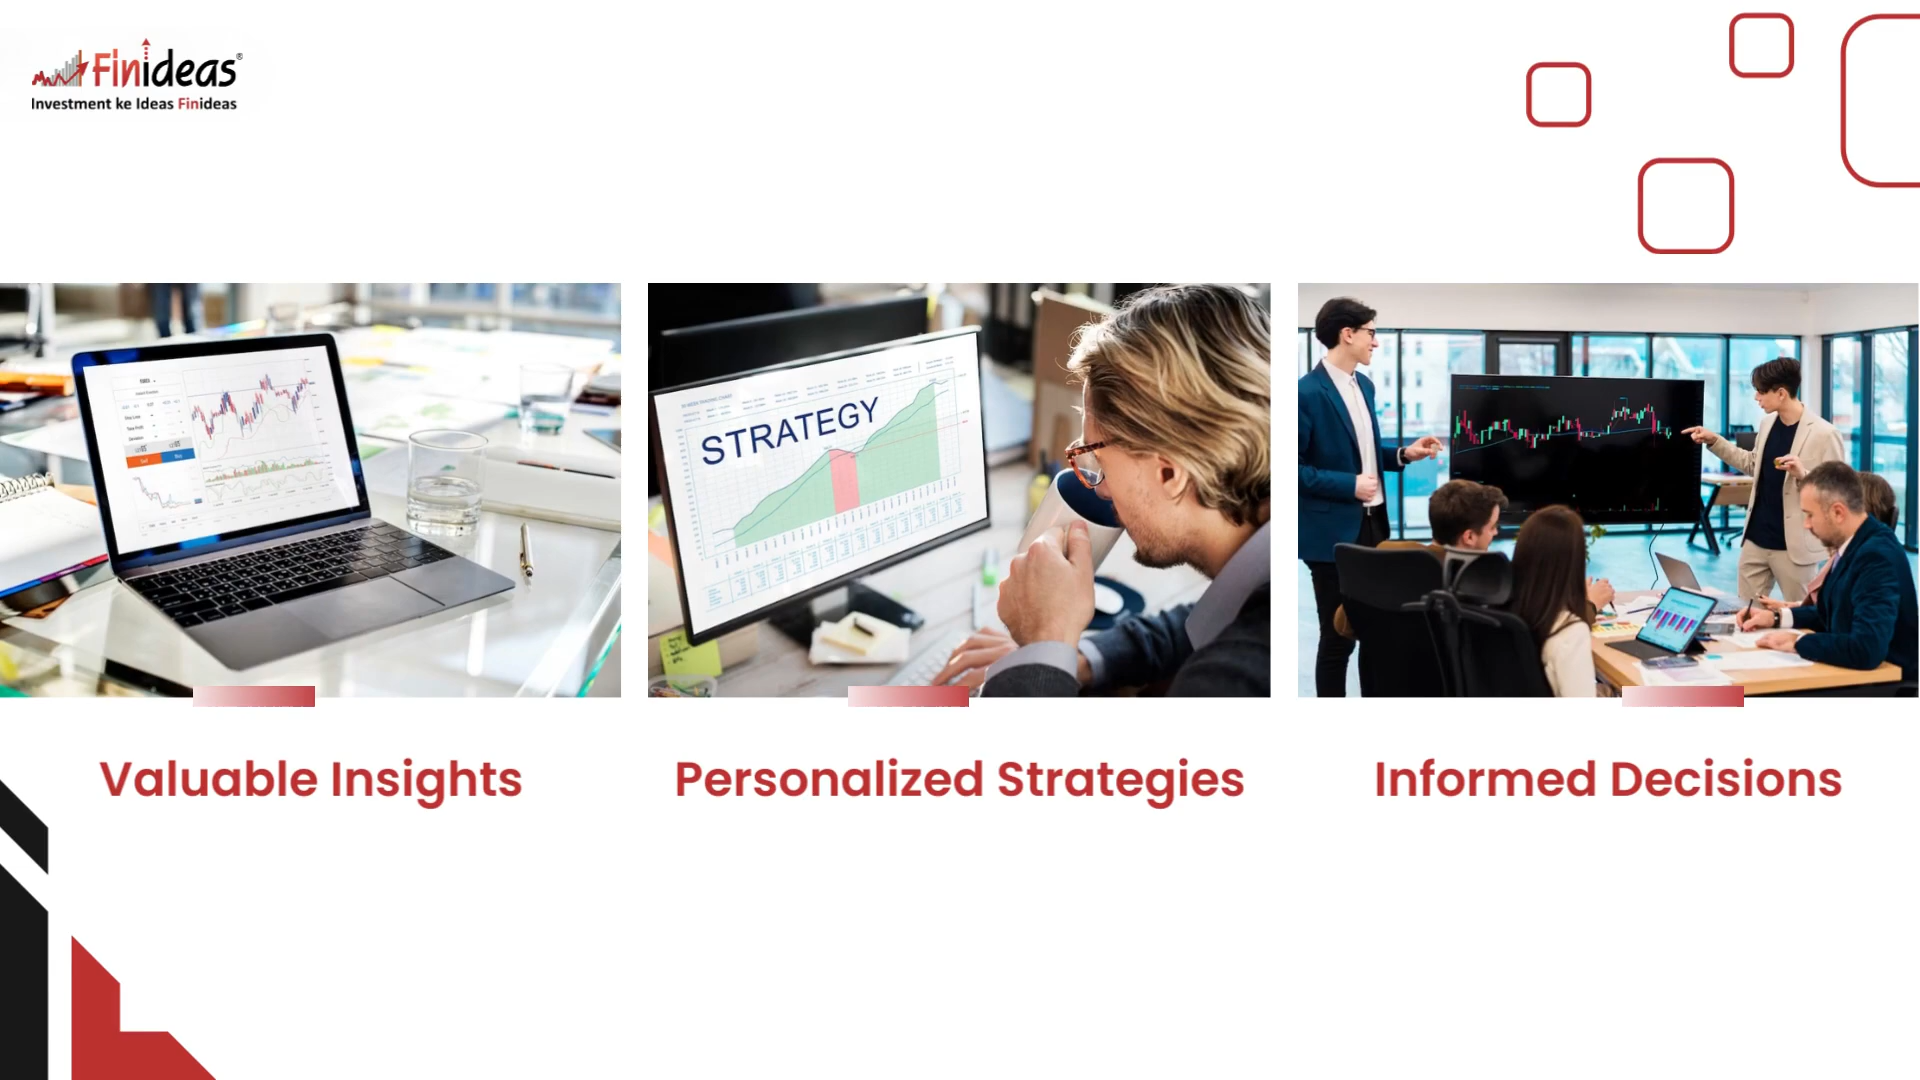 Finideas®
Investment ke Ideas Finideas
STRATEGY
Valuable Insights
Personalized Strategies
Informed Decisions